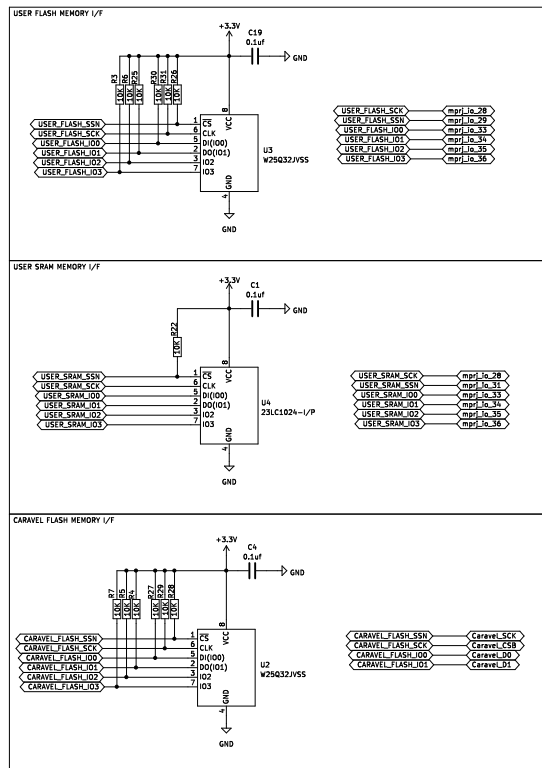 USER FLASH MEMORY I/F
+3.3V
C19
0.1uf
GND
R3 10K
R6 10K
R25 10K
R30 10K
R31 10K
R26 10K
8
VCC
USER_FLASH_SSN 1 CS
USER_FLASH_SCK 6 CLK
USER_FLASH_IO0 5 DI(IO0)
USER_FLASH_IO1 2 DO(IO1)
USER_FLASH_IO2 3 IO2
USER_FLASH_IO3 7 IO3
U3
W25Q32JVSS
GND
4
GND
USER_FLASH_SCK mprj_io_28
USER_FLASH_SSN mprj_io_29
USER_FLASH_IO0 mprj_io_33
USER_FLASH_IO1 mprj_io_34
USER_FLASH_IO2 mprj_io_35
USER_FLASH_IO3 mprj_io_36
USER SRAM MEMORY I/F
+3.3V
C1
0.1uf
GND
R22 10K
8
VCC
USER_SRAM_SSN 1 CS
USER_SRAM_SCK 6 CLK
USER_SRAM_IO0 5 DI(IO0)
USER_SRAM_IO1 2 DO(IO1)
USER_SRAM_IO2 3 IO2
USER_SRAM_IO3 7 IO3
U4
23LC1024-I/P
GND
4
GND
USER_SRAM_SCK mprj_io_28
USER_SRAM_SSN mprj_io_31
USER_SRAM_IO0 mprj_io_33
USER_SRAM_IO1 mprj_io_34
USER_SRAM_IO2 mprj_io_35
USER_SRAM_IO3 mprj_io_36
CARAVEL FLASH MEMORY I/F
+3.3V
C4
0.1uf
GND
R7 10K
R5 10K
R4 10K
R27 10K
R29 10K
R28 10K
8
VCC
CARAVEL_FLASH_SSN 1 CS
CARAVEL_FLASH_SCK 6 CLK
CARAVEL_FLASH_IO0 5 DI(IO0)
CARAVEL_FLASH_IO1 2 DO(IO1)
CARAVEL_FLASH_IO2 3 IO2
CARAVEL_FLASH_IO3 7 IO3
U2
W25Q32JVSS
GND
4
GND
CARAVEL_FLASH_SSN Caravel_SCK
CARAVEL_FLASH_SCK Caravel_CSB
CARAVEL_FLASH_IO0 Caravel_D0
CARAVEL_FLASH_IO1 Caravel_D1